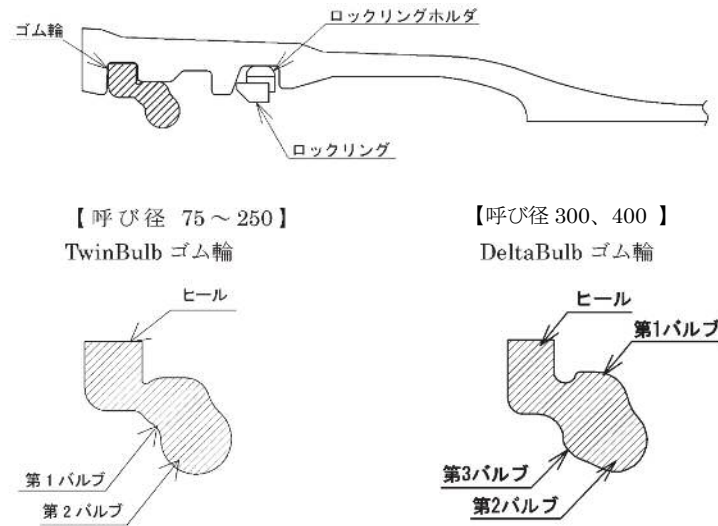 ゴム輪
ロックリングホルダ
ロックリング
【呼び径 75～250】
TwinBulb ゴム輪
ヒール
第1バルブ
第2バルブ
【呼び径 300、400 】
DeltaBulb ゴム輪
ヒール
第1バルブ
第3バルブ
第2バルブ